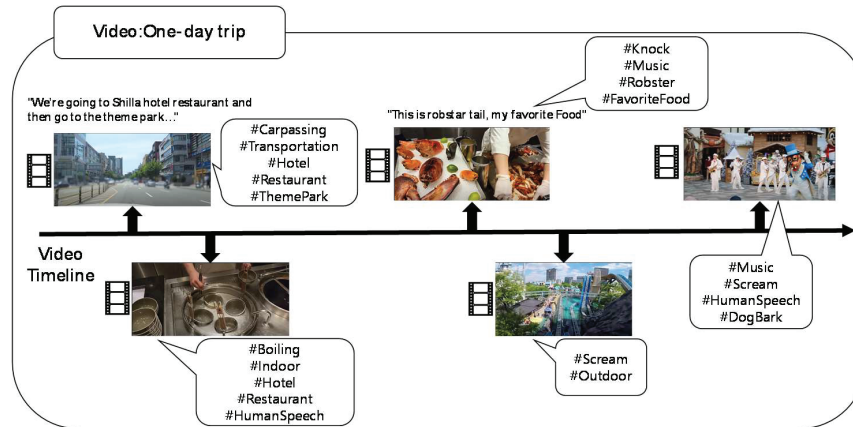 Video:One-day trip
#Knock
#Music
#Robster
#FavoriteFood
"We're going to Shilla hotel restaurant and
then go to the theme park..."
"This is robstar tail, my favorite Food"
#Carpassing
#Transportation
#Hotel
#Restaurant
#ThemePark
Video
Timeline
#Boiling
#Indoor
#Hotel
#Restaurant
#HumanSpeech
#Scream
#Outdoor
#Music
#Scream
#HumanSpeech
#DogBark